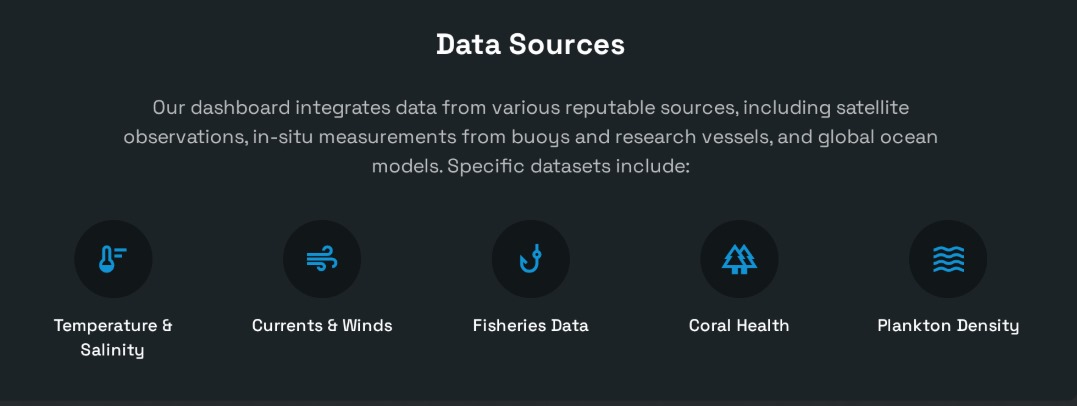 Data Sources
Our dashboard integrates data from various reputable sources, including satellite
observations, in-situ measurements from buoys and research vessels, and global ocean
models. Specific datasets include:
Temperature &
Salinity
Currents & Winds
Fisheries Data
Coral Health
Plankton Density